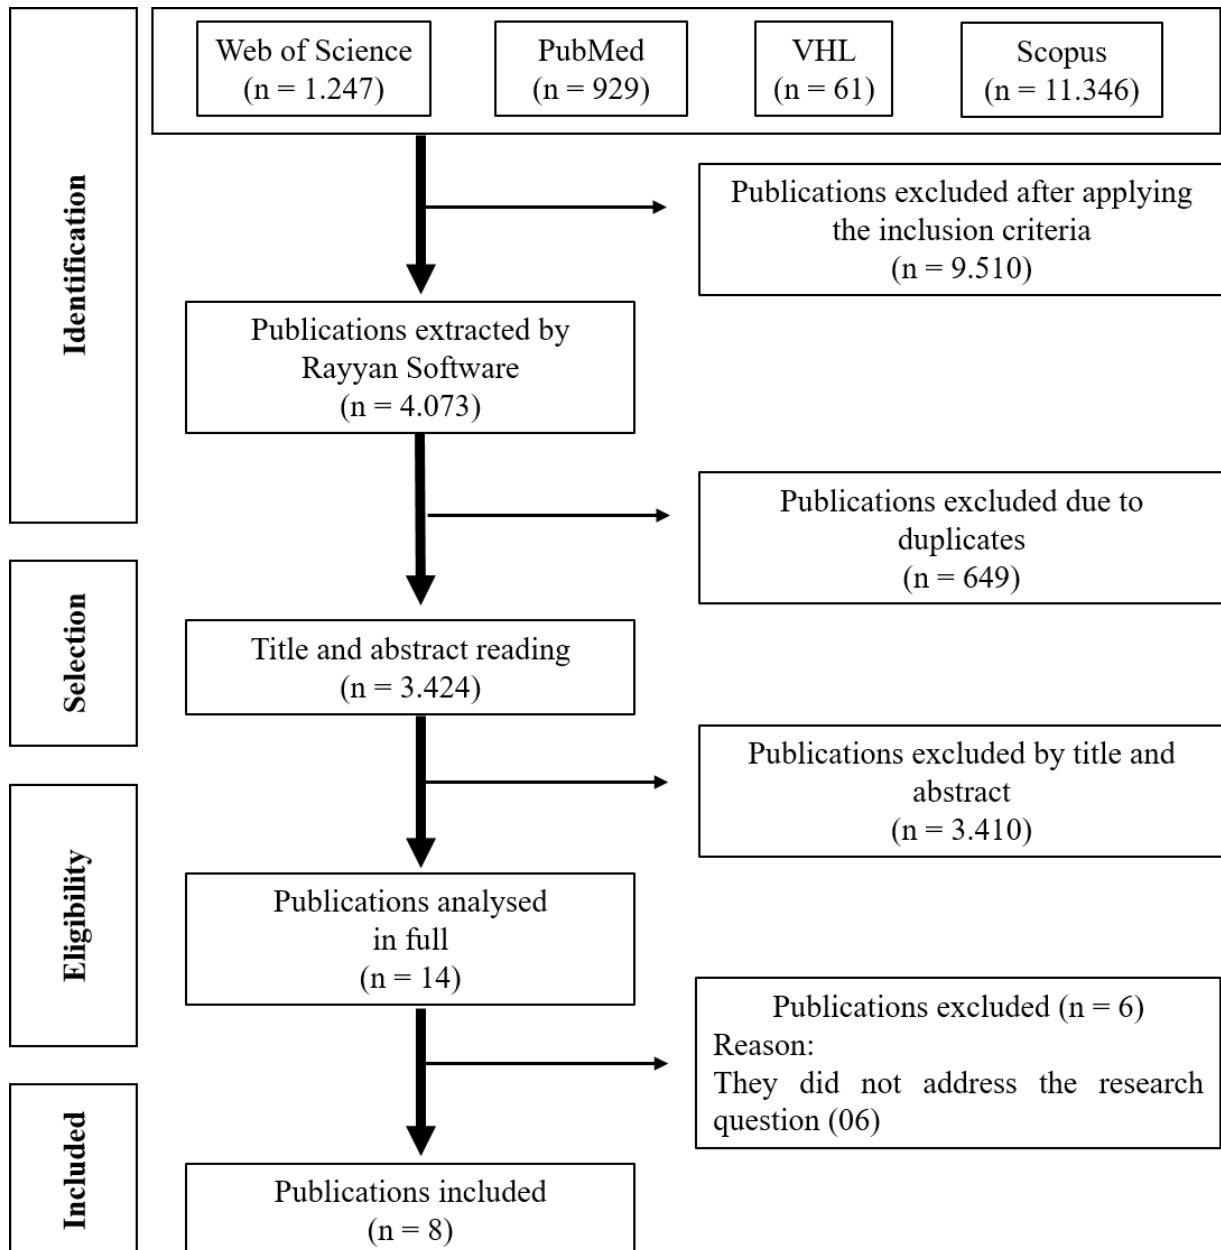 Identification
Web of Science
(n = 1.247)
PubMed
(n = 929)
VHL
(n = 61)
Scopus
(n = 11.346)
Publications excluded after applying
the inclusion criteria
(n = 9.510)
Publications extracted by
Rayyan Software
(n = 4.073)
Publications excluded due to
duplicates
(n = 649)
Selection
Title and abstract reading
(n = 3.424)
Publications excluded by title and
abstract
(n = 3.410)
Eligibility
Publications analysed
in full
(n = 14)
Publications excluded (n = 6)
Reason:
They did not address the research
question (06)
Included
Publications included
(n = 8)